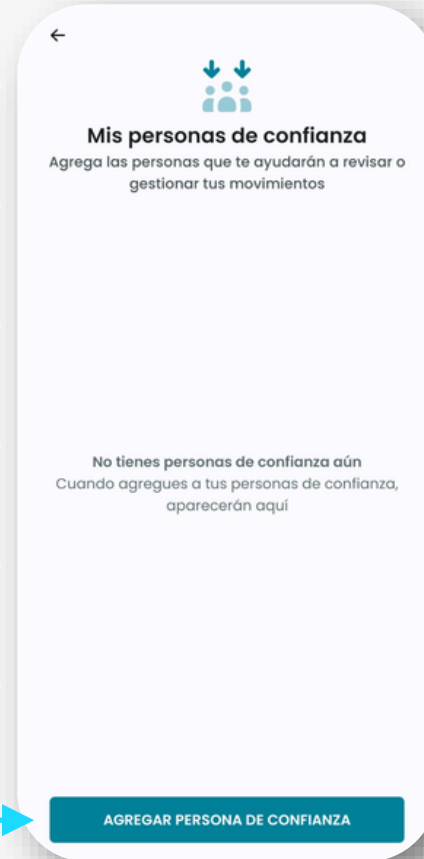 Mis personas de confianza
Agrega las personas que te ayudarán a revisar o
gestionar tus movimientos
No tienes personas de confianza aún
Cuando agregues a tus personas de confianza,
aparecerán aquí
AGREGAR PERSONA DE CONFIANZA